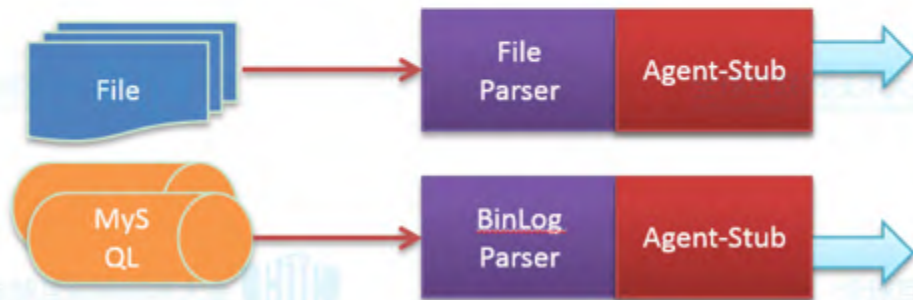 File
File
Parser
Agent-Stub
MyS
QL
BinLog
Parser
Agent-Stub